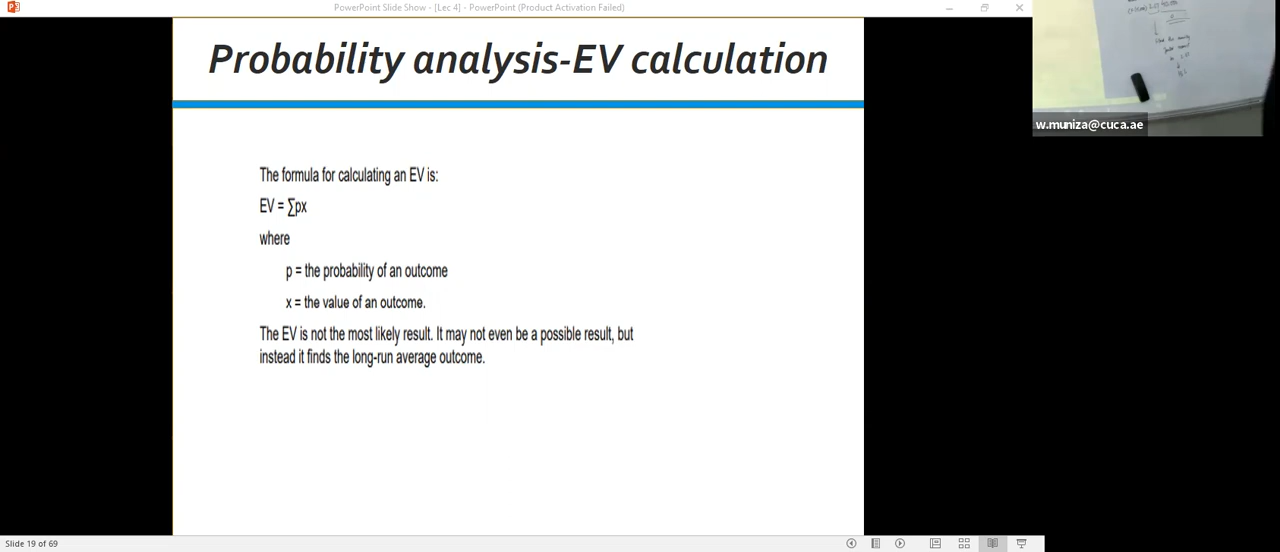 PowerPoint Slide Show - [Lec 4] - PowerPoint (Product Activation Failed)
Probability analysis-EV calculation
The formula for calculating an EV is:
EV = ∑px
where
p = the probability of an outcome
x = the value of an outcome.
The EV is not the most likely result. It may not even be a possible result, but
instead it finds the long-run average outcome.
w.muniza@cuca.ae
Slide 19 of 69